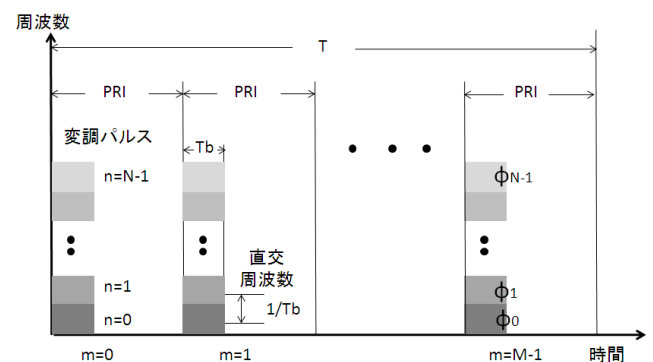 周波数
T
PRI
PRI
PRI
変調パルス
Tb
n=N-1
ΦN-1
直交
周波数
n=1
1/Tb
Φ1
n=0
Φ0
m=0
m=1
m=M-1
時間